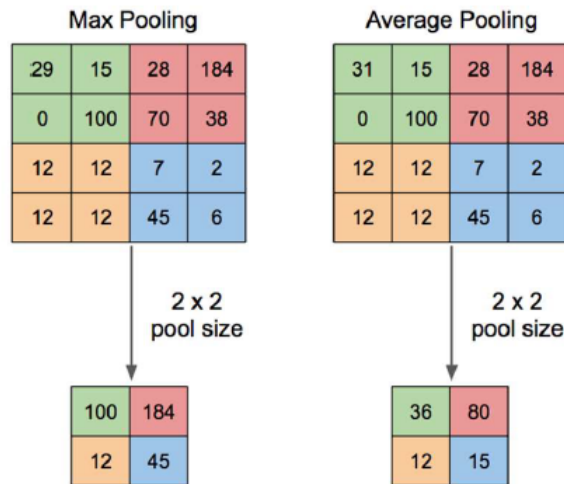 Max Pooling Average Pooling
29 15 28 184 31 15 28 184
0 100 70 38 0 100 70 38
12 12 7 2 12 12 7 2
12 12 45 6 12 12 45 6
2 x 2 2 x 2
pool size pool size
100 184 36 80
12 45 12 15